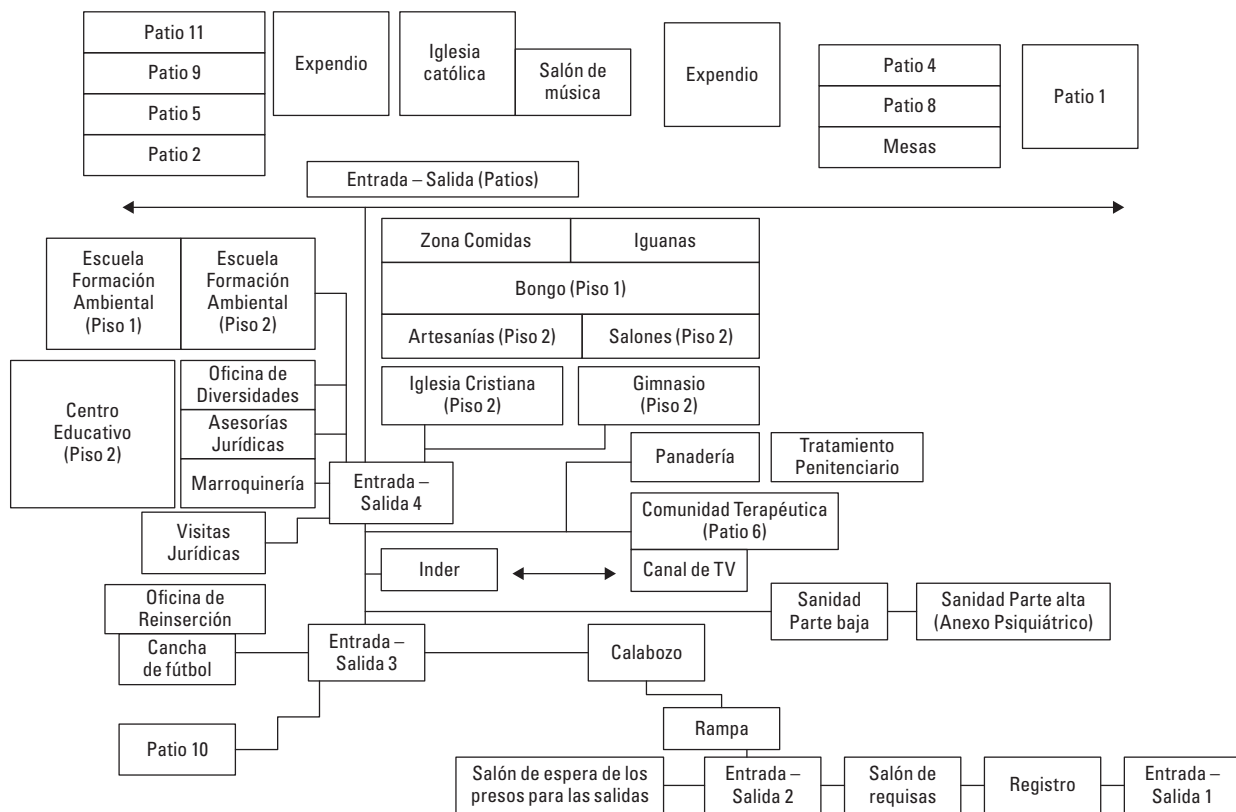 Patio 11
Patio 9
Patio 5
Patio 2
Expendio
Iglesia
católica
Salón de
música
Expendio
Patio 4
Patio 8
Mesas
Patio 1
Entrada – Salida (Patios)
Escuela
Formación
Ambiental
(Piso 1)
Escuela
Formación
Ambiental
(Piso 2)
Zona Comidas
Iguanas
Bongo (Piso 1)
Artesanías (Piso 2)
Salones (Piso 2)
Centro
Educativo
(Piso 2)
Oficina de
Diversidades
Asesorías
Jurídicas
Marroquinería
Iglesia Cristiana
(Piso 2)
Gimnasio
(Piso 2)
Panadería
Tratamiento
Penitenciario
Entrada –
Salida 4
Visitas
Jurídicas
Comunidad Terapéutica
(Patio 6)
Inder
Canal de TV
Oficina de
Reinserción
Cancha
de fútbol
Entrada –
Salida 3
Calabozo
Sanidad
Parte baja
Sanidad Parte alta
(Anexo Psiquiátrico)
Patio 10
Rampa
Salón de espera de los
presos para las salidas
Entrada –
Salida 2
Salón de
requisas
Registro
Entrada –
Salida 1